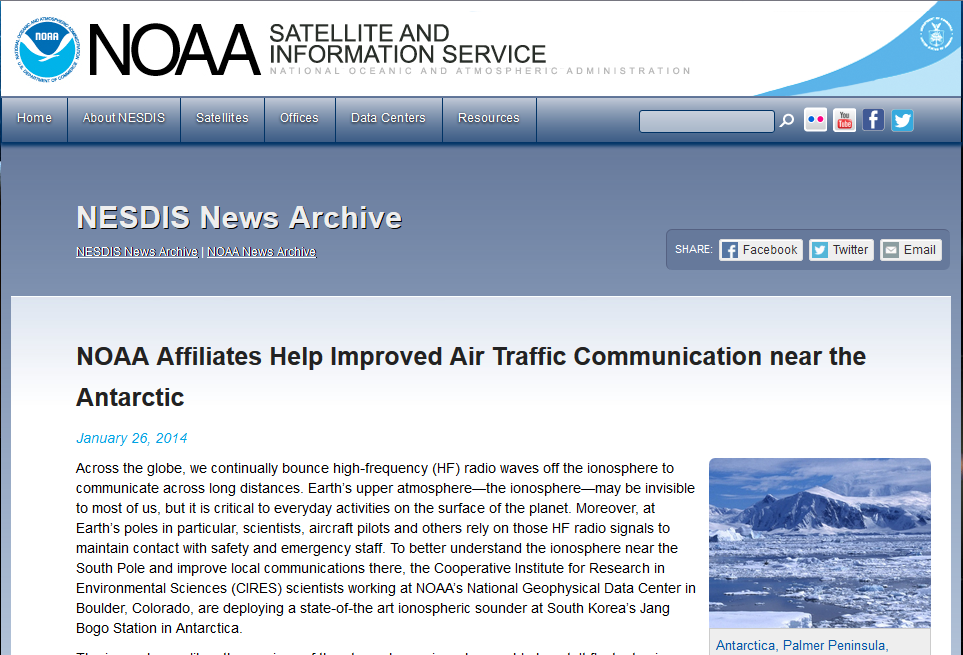 NOAA
SATELLITE AND
INFORMATION SERVICE
NATIONAL OCEANIC AND ATMOSPHERIC ADMINISTRATION
Home About NESDIS Satellites Offices Data Centers Resources
You Tube
NESDIS News Archive
NESDIS News Archive | NOAA News Archive
SHARE: Facebook Twitter Email
NOAA Affiliates Help Improved Air Traffic Communication near the
Antarctic
January 26, 2014
Across the globe, we continually bounce high-frequency (HF) radio waves off the ionosphere to
communicate across long distances. Earth's upper atmosphere—the ionosphere—may be invisible
to most of us, but it is critical to everyday activities on the surface of the planet. Moreover, at
Earth's poles in particular, scientists, aircraft pilots and others rely on those HF radio signals to
maintain contact with safety and emergency staff. To better understand the ionosphere near the
South Pole and improve local communications there, the Cooperative Institute for Research in
Environmental Sciences (CIRES) scientists working at NOAA's National Geophysical Data Center in
Boulder, Colorado, are deploying a state-of-the art ionospheric sounder at South Korea's Jang
Bogo Station in Antarctica.
Antarctica, Palmer Peninsula,